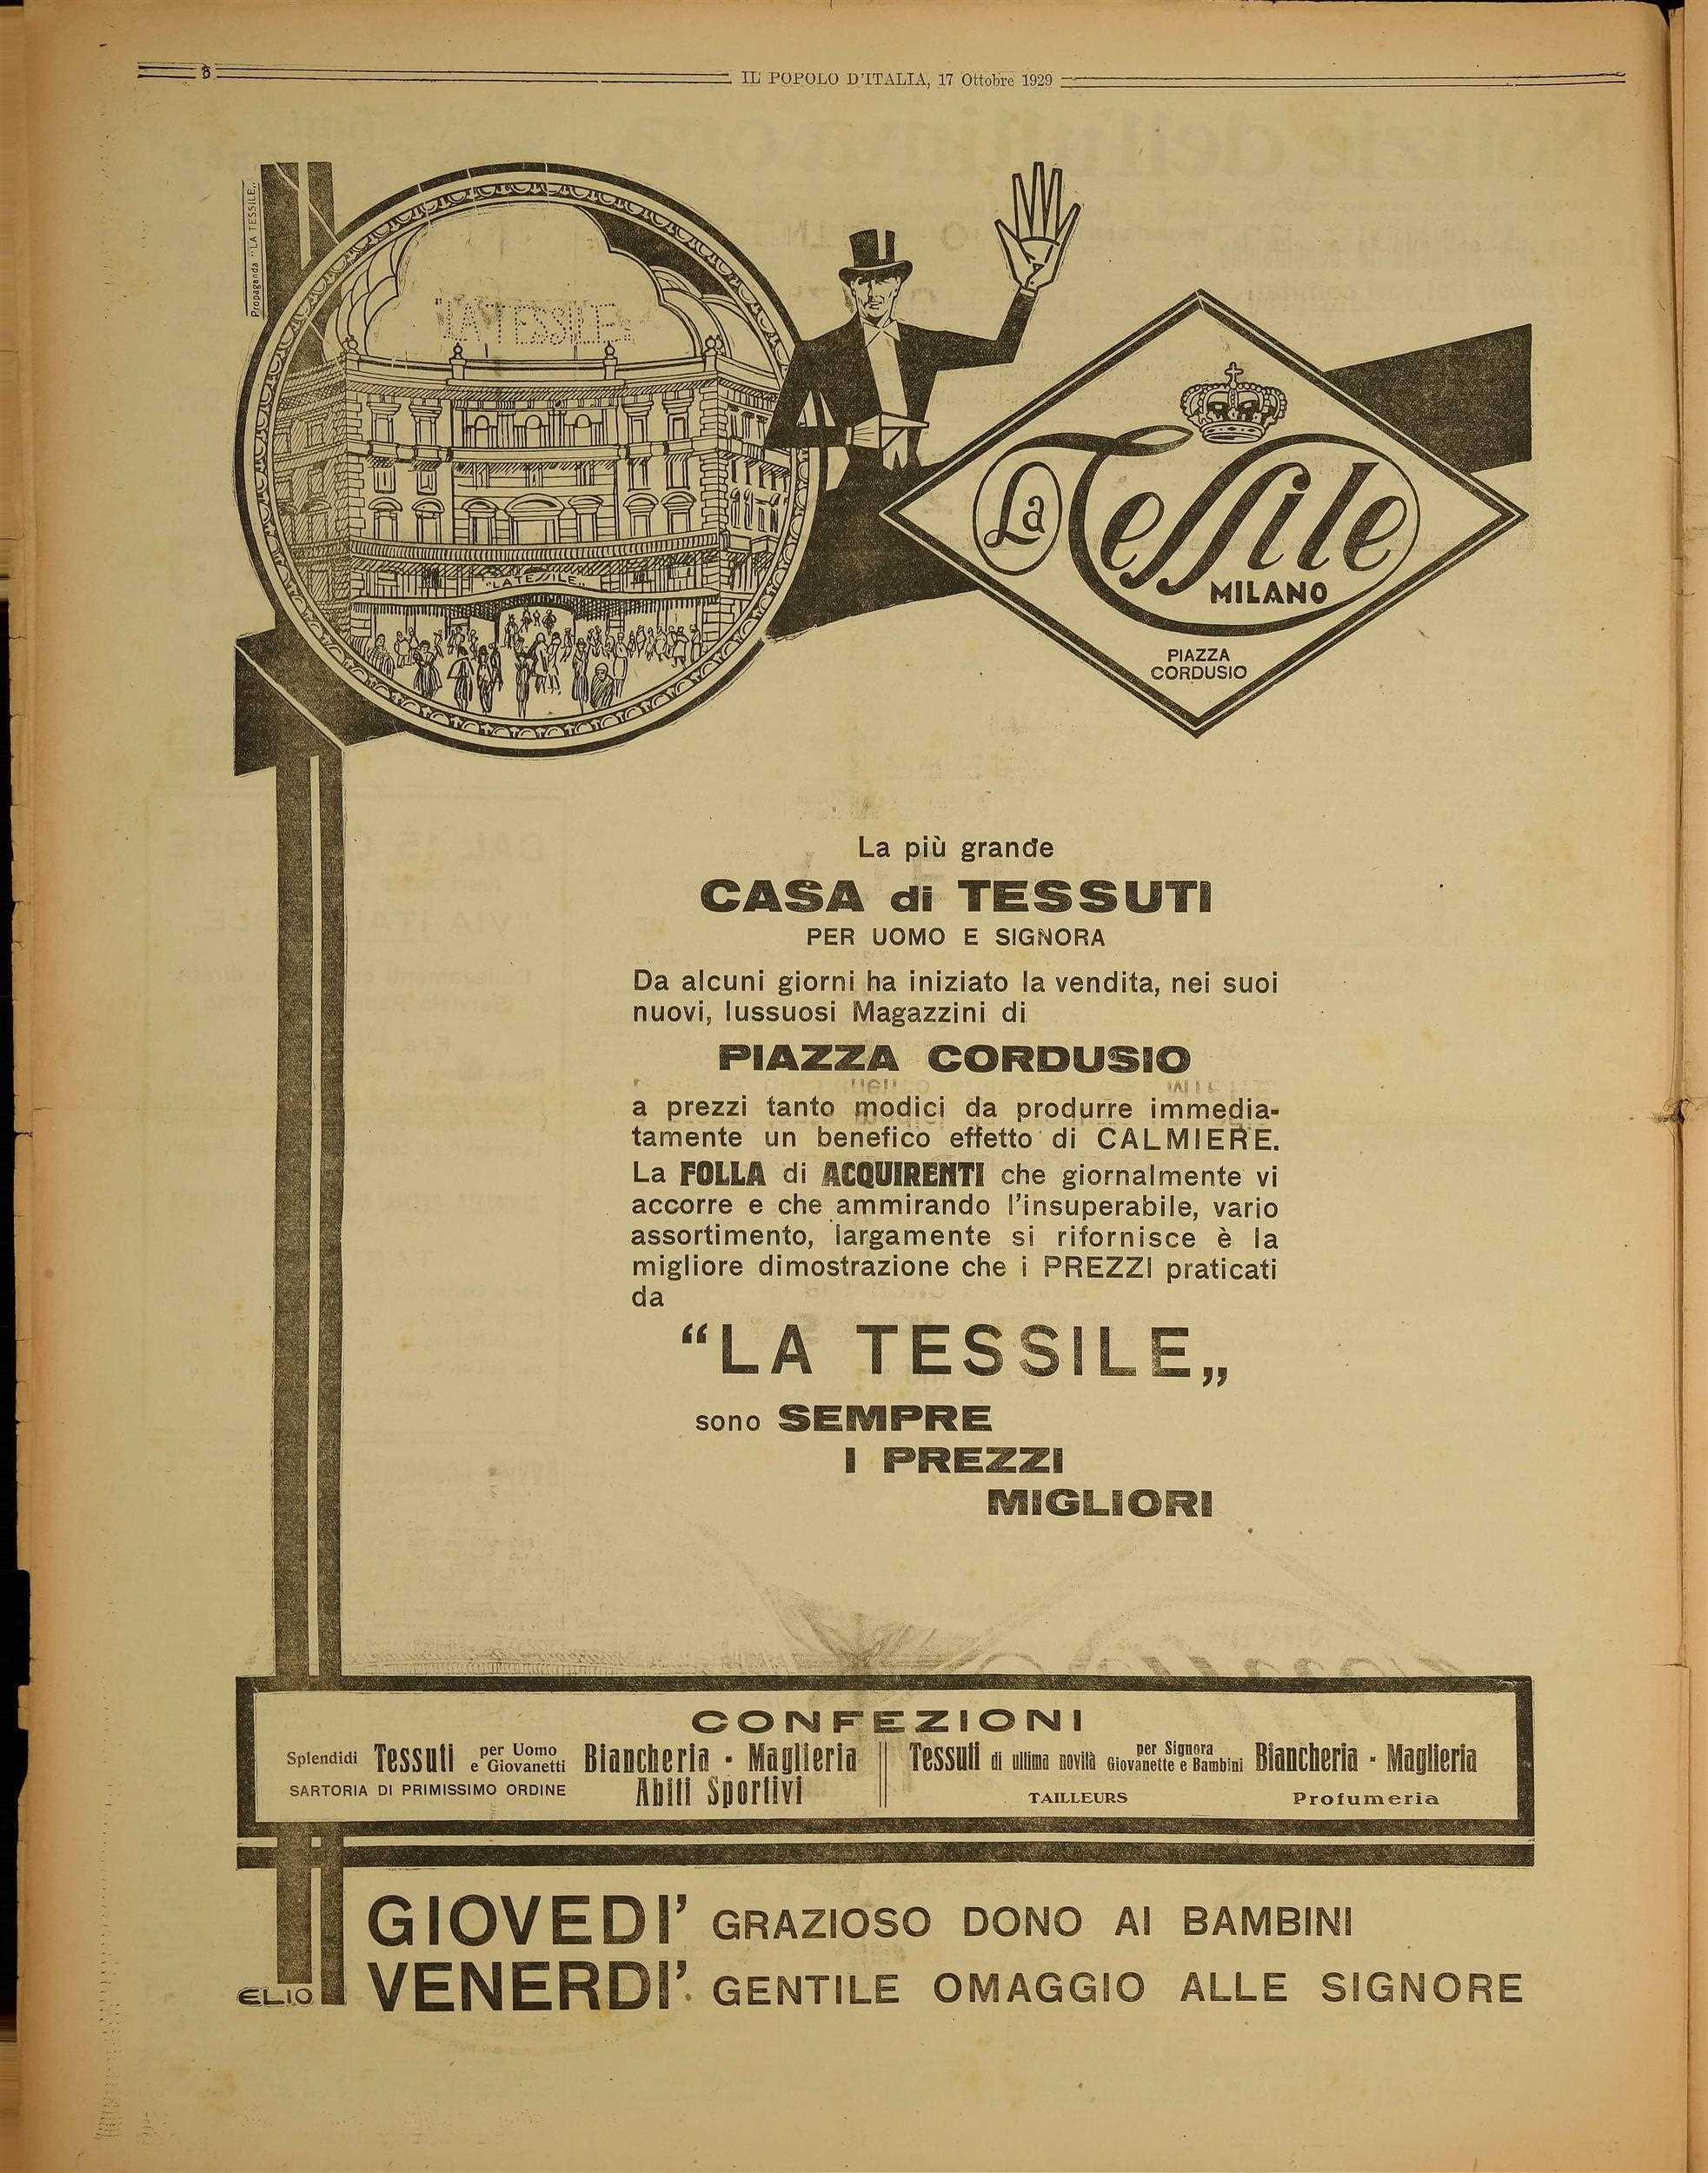 8
IL POPOLO D'ITALIA, 17 Ottobre 1929
Propaganda "LA TESSILE„
"LA TESSILE„
"LA TESSILE„
La Tessile
MILANO
PIAZZA
CORDUSIO
La più grande
CASA di TESSUTI
PER UOMO E SIGNORA
Da alcuni giorni ha iniziato la vendita, nei suoi
nuovi, lussuosi Magazzini di
PIAZZA CORDUSIO
a prezzi tanto modici da produrre immedia-
tamente un benefico effetto di CALMIERE.
La FOLLA di ACQUIRENTI che giornalmente vi
accorre e che ammirando l'insuperabile, vario
assortimento, largamente si rifornisce è la
migliore dimostrazione che i PREZZI praticati
da
“LA TESSILE„
sono SEMPRE
I PREZZI
MIGLIORI
CONFEZIONI
Splendidi Tessuti per Uomo e Giovanetti Biancheria - Maglieria
SARTORIA DI PRIMISSIMO ORDINE Abiti Sportivi
Tessuti di ultima novità per Signora Giovanette e Bambini Biancheria - Maglieria
TAILLEURS Profumeria
GIOVEDI' GRAZIOSO DONO AI BAMBINI
VENERDI' GENTILE OMAGGIO ALLE SIGNORE
ELIO